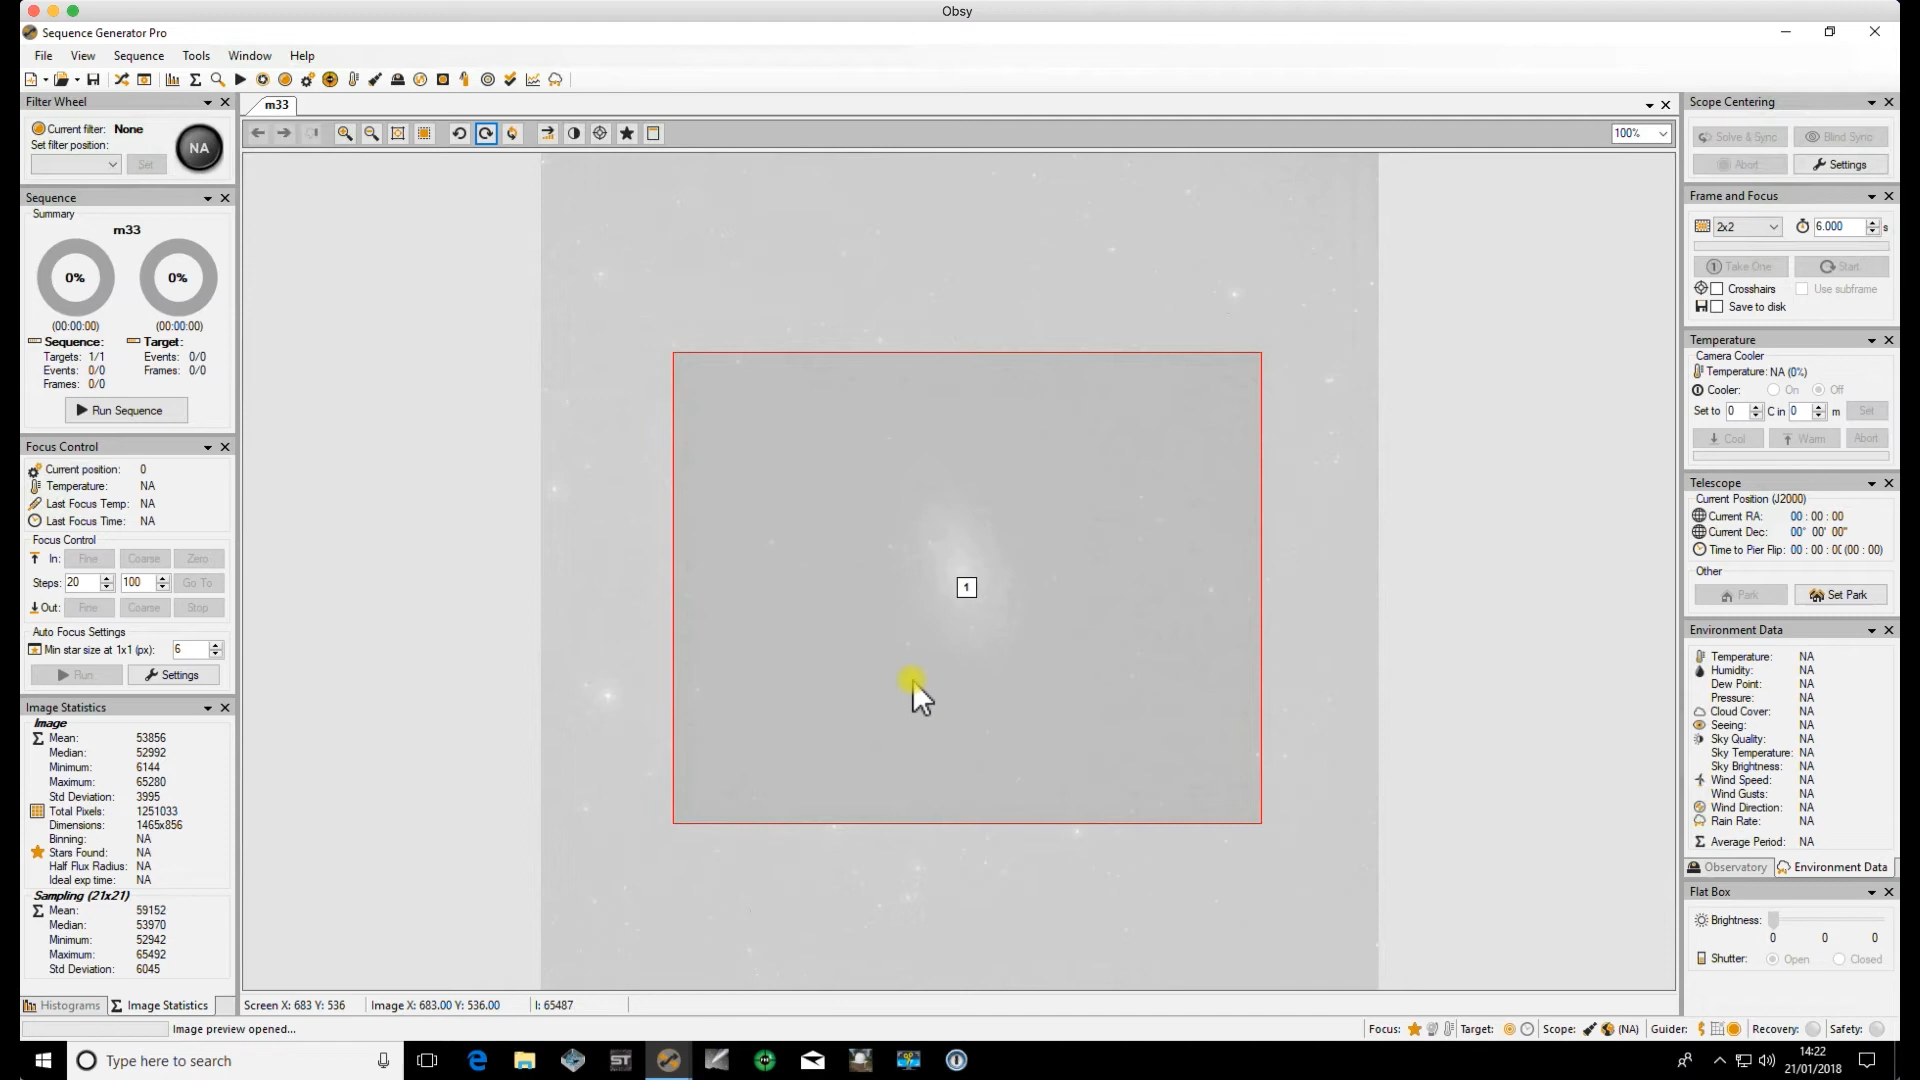 Obsy
Sequence Generator Pro
File View Sequence Tools Window Help
Filter Wheel
Current filter: None
Set filter position:
Set
NA
Sequence
Summary
m33
0% 0%
(00:00:00) (00:00:00)
Sequence: Target:
Targets: 1/1 Events: 0/0
Events: 0/0 Frames: 0/0
Frames: 0/0
Run Sequence
Focus Control
Current position: 0
Temperature: NA
Last Focus Temp: NA
Last Focus Time: NA
Focus Control
In: Fine Coarse Zero
Steps: 20 100 Go To
Out: Fine Coarse Stop
Auto Focus Settings
Min star size at 1x1 (px): 6
Run Settings
Image Statistics
Image
Mean: 53856
Median: 52992
Minimum: 6144
Maximum: 65280
Std Deviation: 3995
Total Pixels: 1251033
Dimensions: 1465x856
Binning: NA
Stars Found: NA
Half Flux Radius: NA
Ideal exp time: NA
Sampling (21x21)
Mean: 59152
Median: 53970
Minimum: 52942
Maximum: 65492
Std Deviation: 6045
Histograms Image Statistics
m33
100%
1
Screen X: 683 Y: 536 Image X: 683.00 Y: 536.00 I: 65487
Scope Centering
Solve & Sync Blind Sync
Abort Settings
Frame and Focus
2x2 6.000 s
Take One Start
Crosshairs Use subframe
Save to disk
Temperature
Camera Cooler
Temperature: NA (0%)
Cooler: On Off
Set to 0 C in 0 m Set
Cool Warm Abort
Telescope
Current Position (J2000)
Current RA: 00 : 00 : 00
Current Dec: 00° 00' 00"
Time to Pier Flip: 00 : 00 : 0( (00 : 00)
Other
Park Set Park
Environment Data
Temperature: NA
Humidity: NA
Dew Point: NA
Pressure: NA
Cloud Cover: NA
Seeing: NA
Sky Quality: NA
Sky Temperature: NA
Sky Brightness: NA
Wind Speed: NA
Wind Gusts: NA
Wind Direction: NA
Rain Rate: NA
Average Period: NA
Observatory Environment Data
Flat Box
Brightness:
0 0 0
Shutter: Open Closed
Image preview opened...
Focus: Target: Scope: (NA) Guider: Recovery: Safety:
Type here to search
ST
14:22
21/01/2018